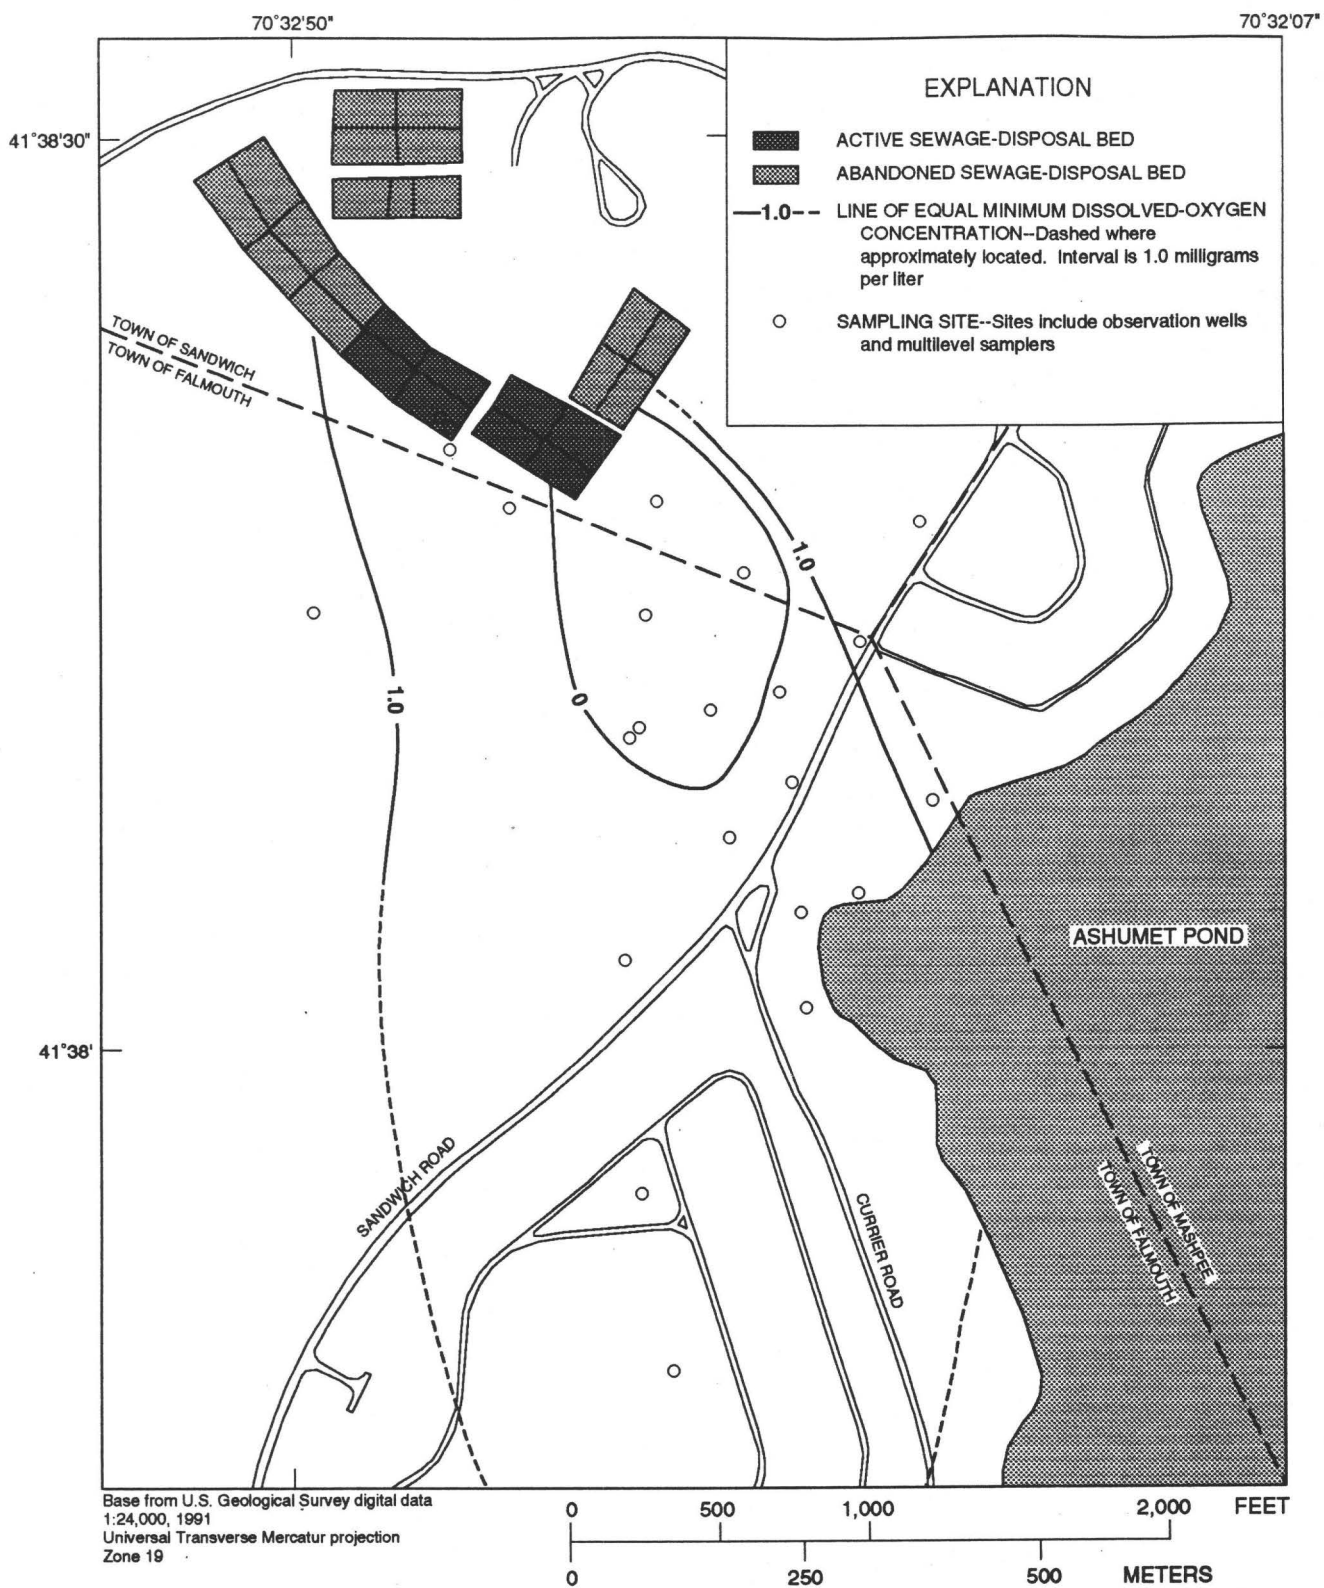 70°32'50"
70°32'07"
41°38'30"
EXPLANATION
ACTIVE SEWAGE-DISPOSAL BED
ABANDONED SEWAGE-DISPOSAL BED
1.0
LINE OF EQUAL MINIMUM DISSOLVED-OXYGEN
CONCENTRATION--Dashed where
approximately located. Interval is 1.0 milligrams
per liter
SAMPLING SITE--Sites include observation wells
and multilevel samplers
TOWN OF SANDWICH
TOWN OF FALMOUTH
1.0
1.0
0
ASHUMET POND
41°38'
SANDWICH ROAD
CURRIER ROAD
TOWN OF MASHPEE
TOWN OF FALMOUTH
Base from U.S. Geological Survey digital data
1:24,000, 1991
Universal Transverse Mercatur projection
Zone 19
0 500 1,000 2,000 FEET
0 250 500 METERS